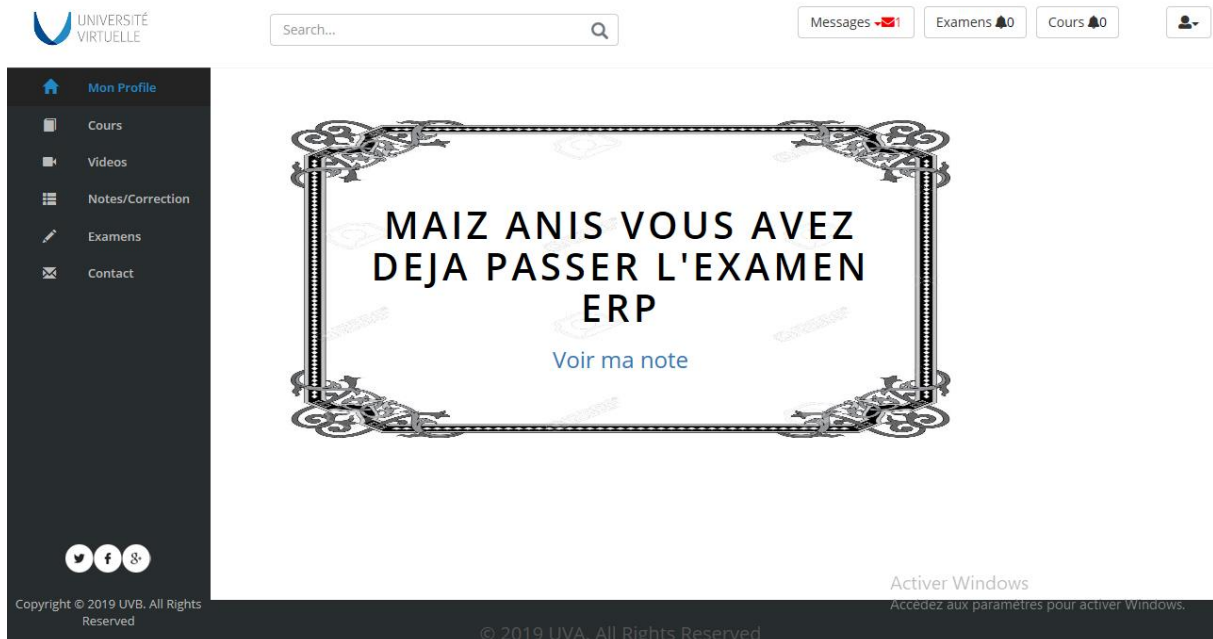 UNIVERSITÉ
VIRTUELLE
Search...
Messages 1
Examens 0
Cours 0
Mon Profile
Cours
Videos
Notes/Correction
Examens
Contact
MAIZ ANIS VOUS AVEZ
DEJA PASSER L'EXAMEN
ERP
Voir ma note
Copyright © 2019 UVB. All Rights
Reserved
Activer Windows
Accédez aux paramètres pour activer Windows.
© 2019 UVA. All Rights Reserved